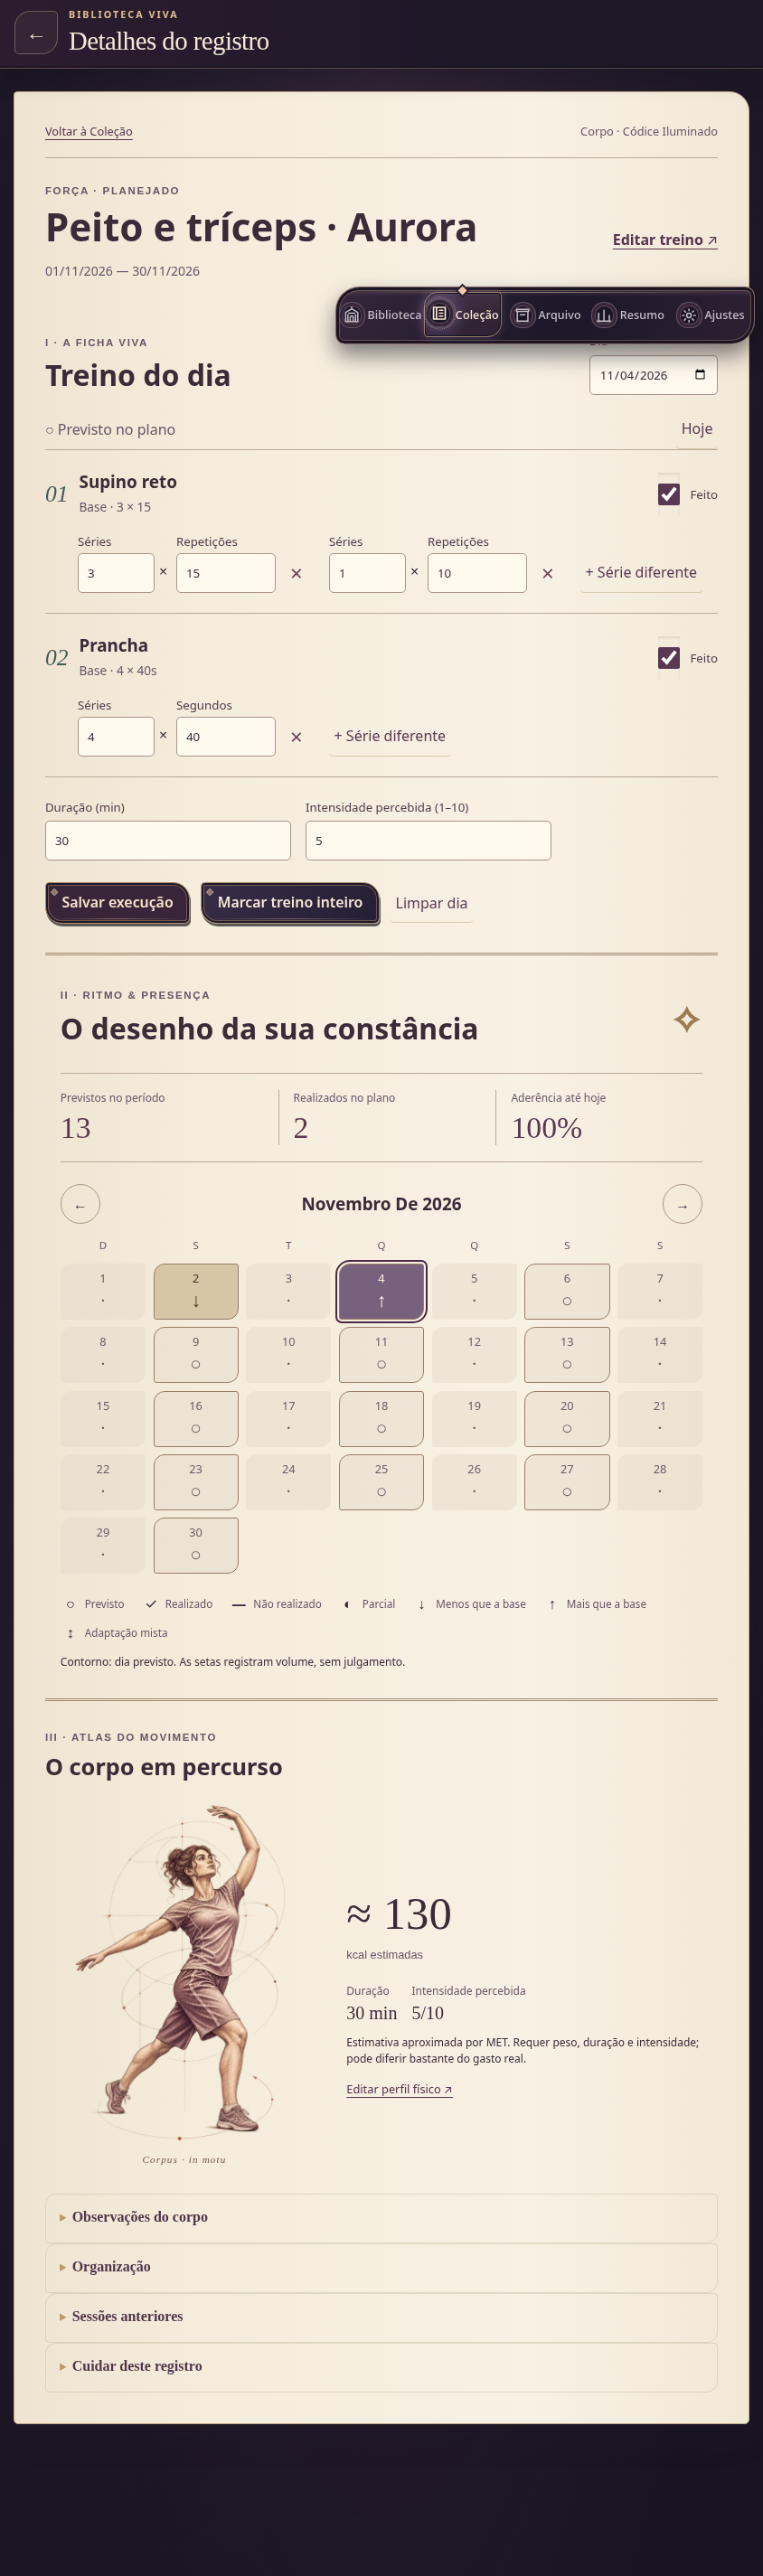 ←
BIBLIOTECA VIVA
Detalhes do registro
Voltar à Coleção Corpo · Códice Iluminado
FORÇA · PLANEJADO
Peito e tríceps · Aurora
Editar treino ↗
01/11/2026 — 30/11/2026
Biblioteca Coleção Arquivo Resumo Ajustes
I · A FICHA VIVA
Treino do dia
11/04/2026
○ Previsto no plano Hoje
01 Supino reto
Base · 3 × 15
Feito
Séries Repetições Séries Repetições
3 × 15 × 1 × 10 × + Série diferente
02 Prancha
Base · 4 × 40s
Feito
Séries Segundos
4 × 40 × + Série diferente
Duração (min) Intensidade percebida (1–10)
30 5
Salvar execução Marcar treino inteiro Limpar dia
II · RITMO & PRESENÇA
O desenho da sua constância
Previstos no período Realizados no plano Aderência até hoje
13 2 100%
← Novembro De 2026 →
D S T Q Q S S
1 2 3 4 5 6 7
· ↓ · ↑ · ○ ·
8 9 10 11 12 13 14
· ○ · ○ · ○ ·
15 16 17 18 19 20 21
· ○ · ○ · ○ ·
22 23 24 25 26 27 28
· ○ · ○ · ○ ·
29 30
· ○
○ Previsto ✓ Realizado — Não realizado ◖ Parcial ↓ Menos que a base ↑ Mais que a base
↕ Adaptação mista
Contorno: dia previsto. As setas registram volume, sem julgamento.
III · ATLAS DO MOVIMENTO
O corpo em percurso
≈ 130
kcal estimadas
Duração Intensidade percebida
30 min 5/10
Estimativa aproximada por MET. Requer peso, duração e intensidade;
pode diferir bastante do gasto real.
Editar perfil físico ↗
Corpus · in motu
▸ Observações do corpo
▸ Organização
▸ Sessões anteriores
▸ Cuidar deste registro